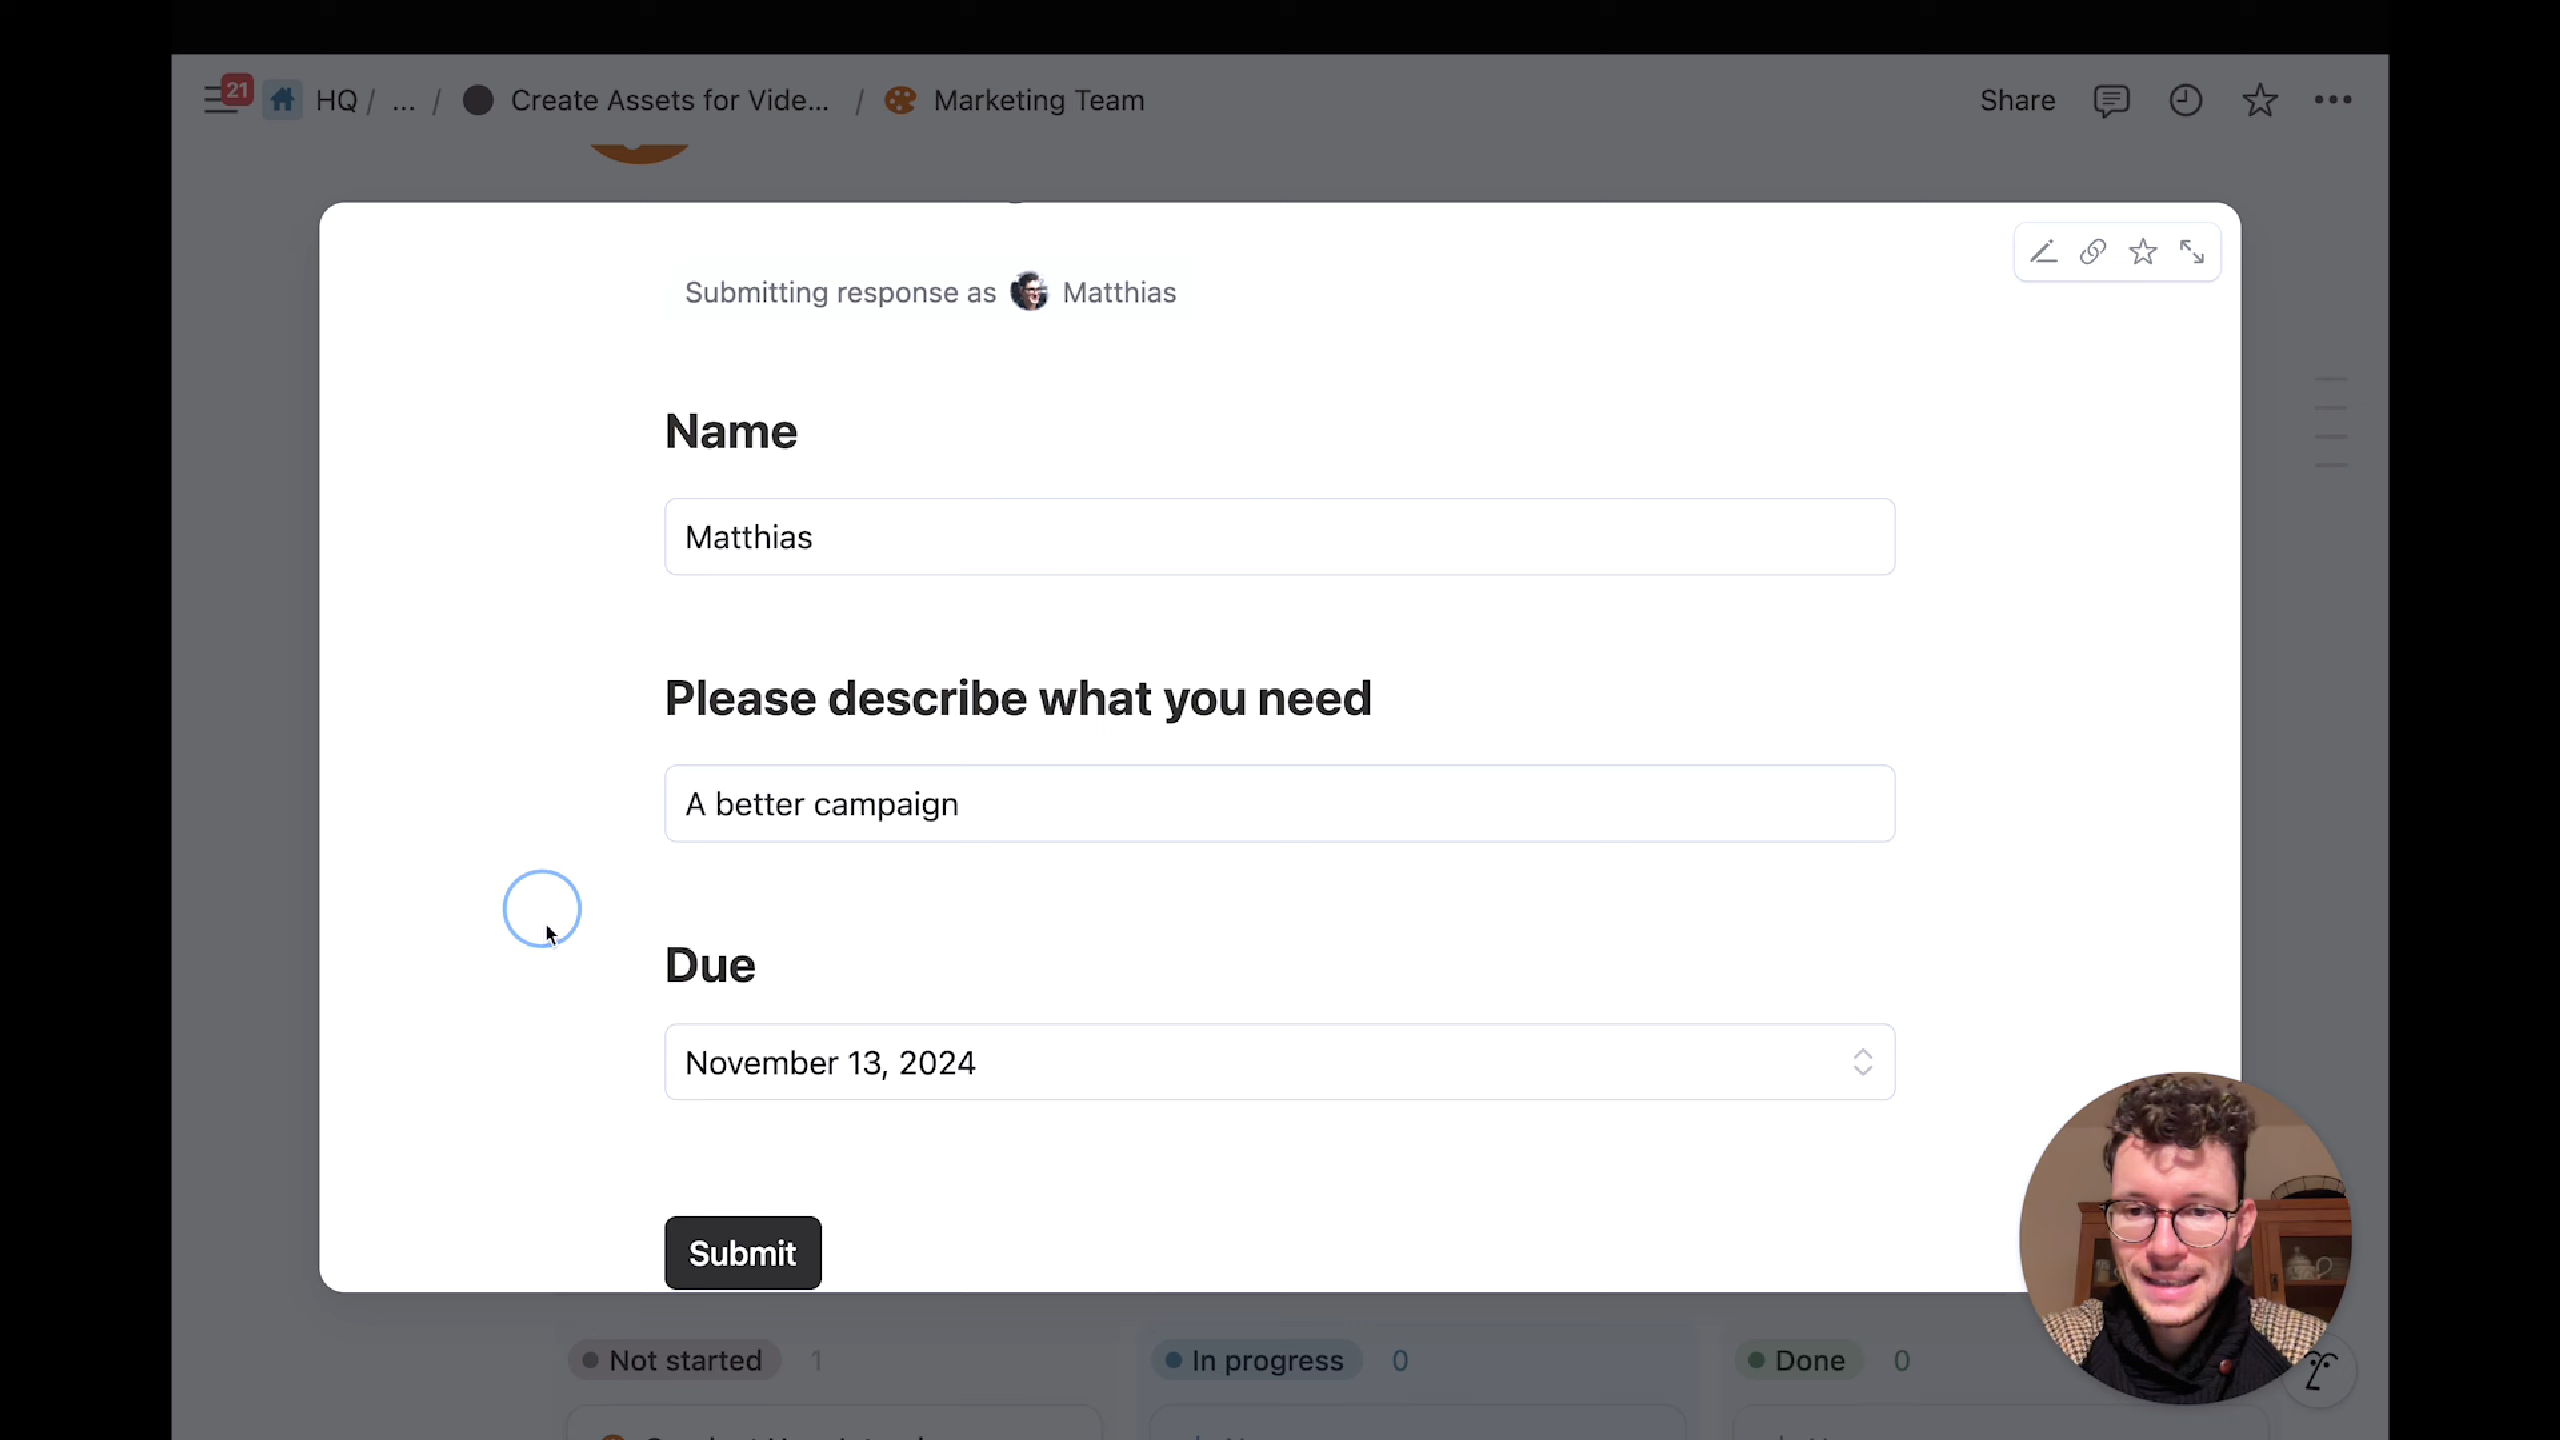 21
HQ / ... / Create Assets for Vide... / Marketing Team
Share
Submitting response as Matthias
Name
Matthias
Please describe what you need
A better campaign
Due
November 13, 2024
Submit
Not started 1
In progress 0
Done 0